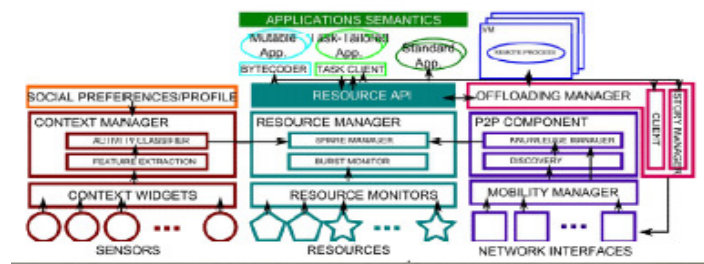 APPLICATIONS SEMANTICS
Mutable App.
Task-Tailored App.
Standard App.
VM
REMOTE PROCESS
BYTECODER
TASK CLIENT
SOCIAL PREFERENCES/PROFILE
RESOURCE API
OFFLOADING MANAGER
CLIENT
STORY MANAGER
CONTEXT MANAGER
ACTIVITY CLASSIFIER
FEATURE EXTRACTION
RESOURCE MANAGER
SPARE MANAGER
BURST MONITOR
P2P COMPONENT
KNOWLEDGE MANAGER
DISCOVERY
CONTEXT WIDGETS
RESOURCE MONITORS
MOBILITY MANAGER
SENSORS
RESOURCES
NETWORK INTERFACES